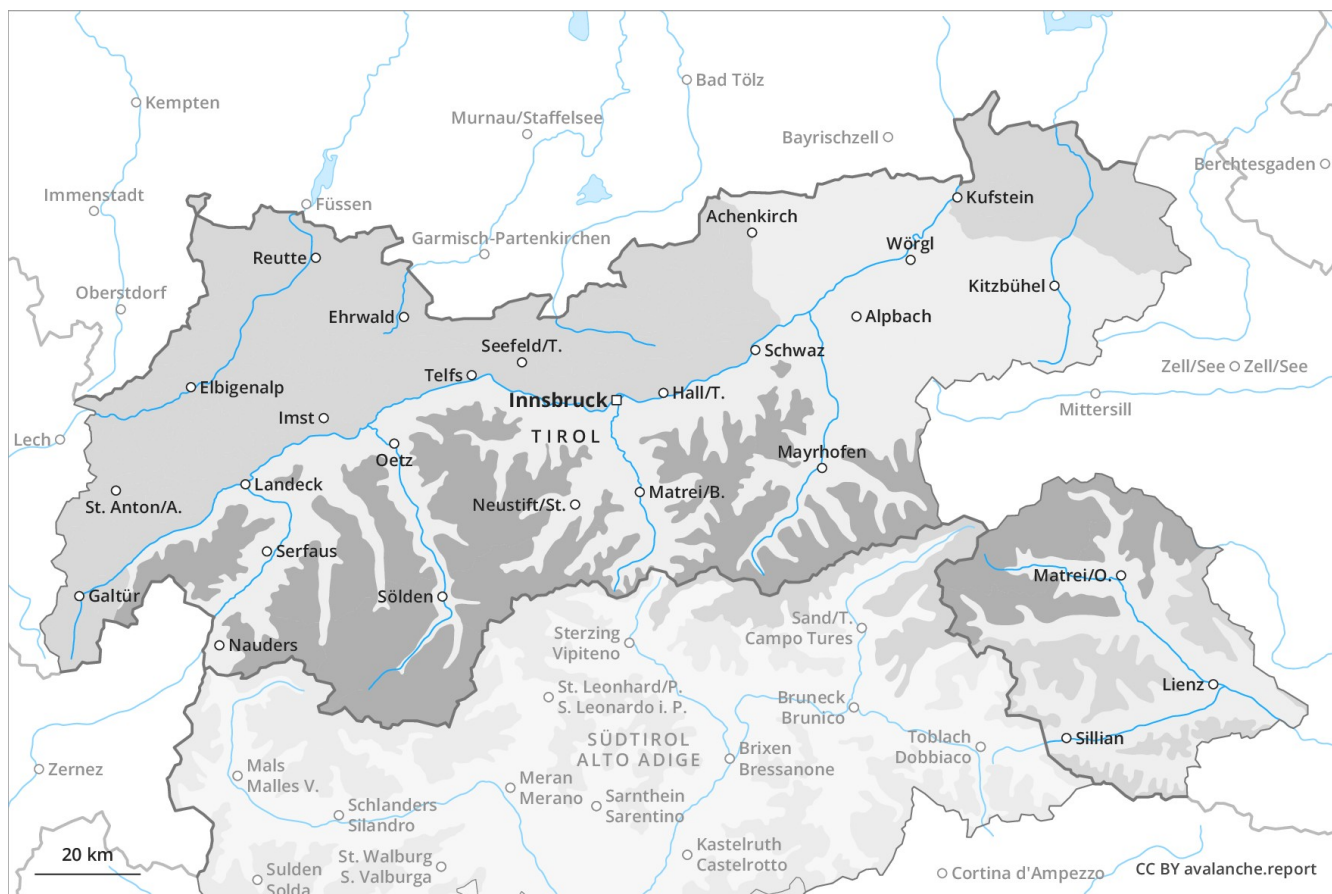 Kempten
Bad Tölz
Murnau/Staffelsee
Bayrischzell
Berchtesgaden
Immenstadt
Füssen
Kufstein
Achenkirch
Garmisch-Partenkirchen
Wörgl
Reutte
Kitzbühel
Oberstdorf
Ehrwald
Alpbach
Seefeld/T.
Schwaz
Zell/See
Zell/See
Telfs
Elbigenalp
Hall/T.
Innsbruck
Mittersill
Imst
TIROL
Lech
Oetz
Mayrhofen
Landeck
Matrei/B.
St. Anton/A.
Neustift/St.
Serfaus
Matrei/O.
Galtür
Sölden
Sand/T.
Campo Tures
Sterzing
Vipiteno
Nauders
Lienz
St. Leonhard/P.
S. Leonardo i. P.
Bruneck
Brunico
Sillian
Toblach
Dobbiaco
SÜDTIROL
ALTO ADIGE
Brixen
Bressanone
Zernez
Mals
Malles V.
Meran
Merano
Sarnthein
Sarentino
Schlanders
Silandro
Kastelruth
Castelrotto
20 km
St. Walburg
S. Valburga
Sulden
Solda
Cortina d'Ampezzo
CC BY avalanche.report